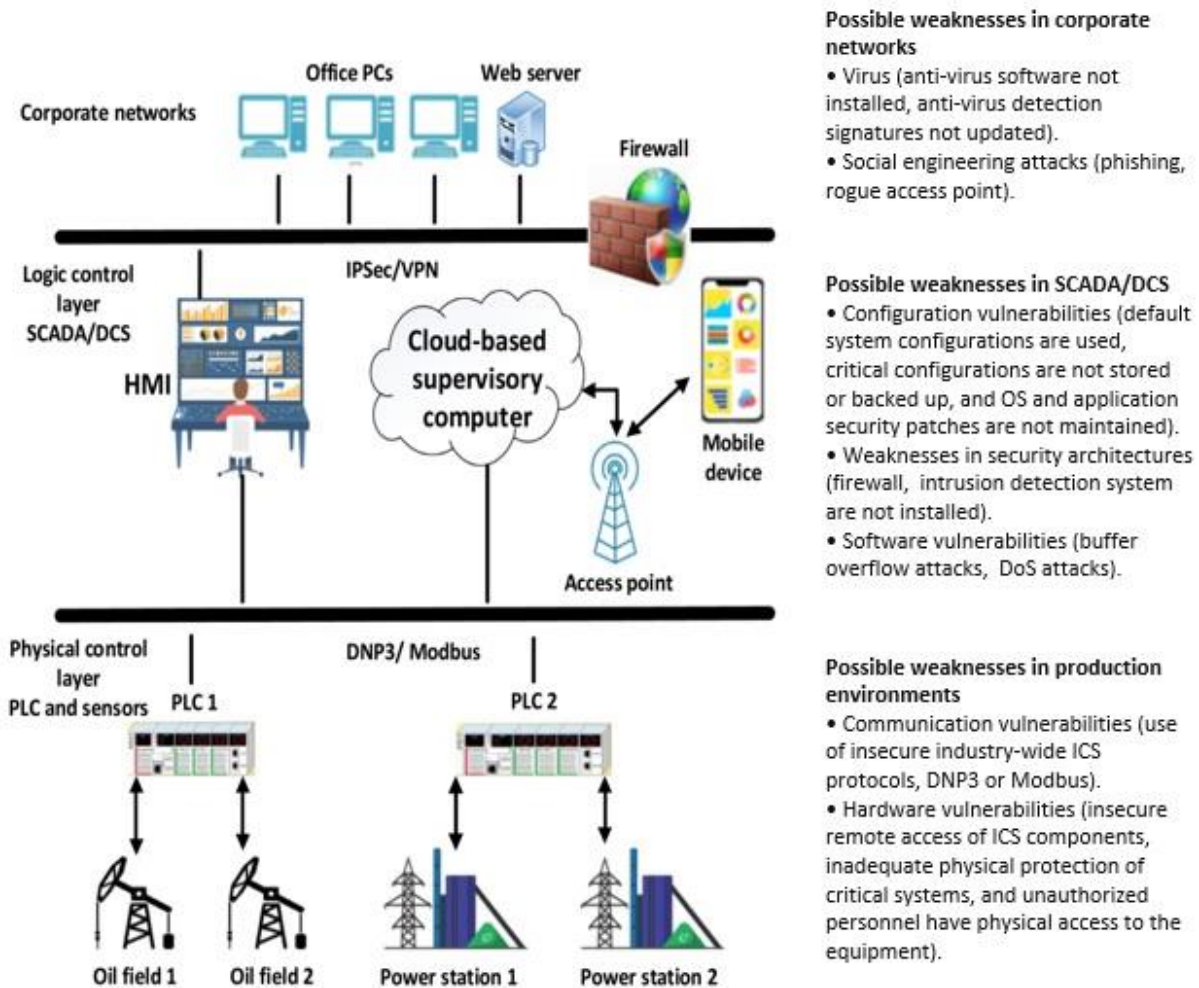 Office PCs
Web server
Corporate networks
Firewall
IPSec/VPN
Logic control
layer
SCADA/DCS
HMI
Cloud-based
supervisory
computer
Mobile
device
Access point
Physical control
layer
PLC and sensors
DNP3/ Modbus
PLC 1
PLC 2
Oil field 1
Oil field 2
Power station 1
Power station 2
Possible weaknesses in corporate
networks
• Virus (anti-virus software not
installed, anti-virus detection
signatures not updated).
• Social engineering attacks (phishing,
rogue access point).
Possible weaknesses in SCADA/DCS
• Configuration vulnerabilities (default
system configurations are used,
critical configurations are not stored
or backed up, and OS and application
security patches are not maintained).
• Weaknesses in security architectures
(firewall, intrusion detection system
are not installed).
• Software vulnerabilities (buffer
overflow attacks, DoS attacks).
Possible weaknesses in production
environments
• Communication vulnerabilities (use
of insecure industry-wide ICS
protocols, DNP3 or Modbus).
• Hardware vulnerabilities (insecure
remote access of ICS components,
inadequate physical protection of
critical systems, and unauthorized
personnel have physical access to the
equipment).